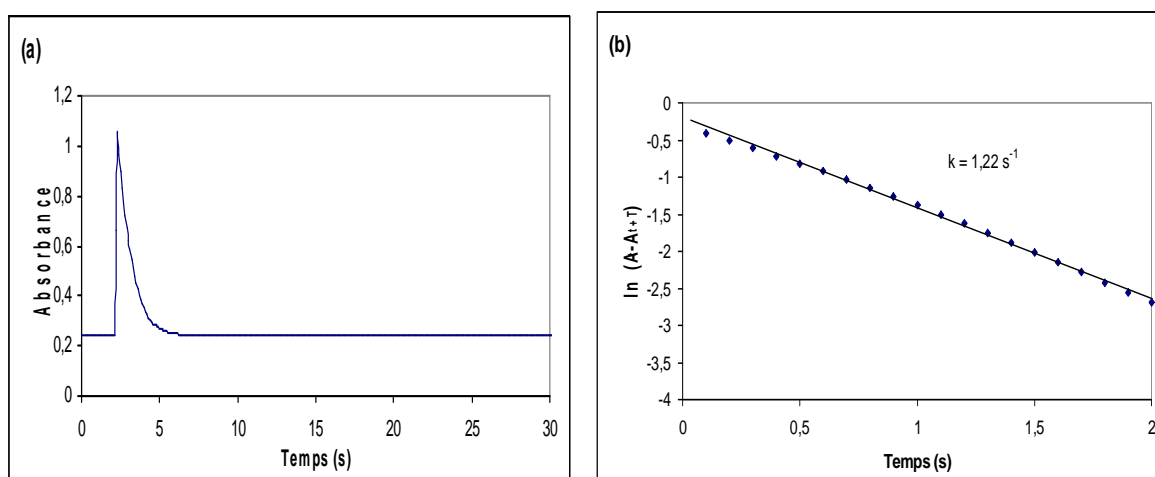 (a)
1,2
1
0,8
0,6
0,4
0,2
0
Absorbance
0 5 10 15 20 25 30
Temps (s)
(b)
0
-0,5
-1
-1,5
-2
-2,5
-3
-3,5
-4
ln (A-At+T)
k = 1,22 s-1
0 0,5 1 1,5 2
Temps (s)